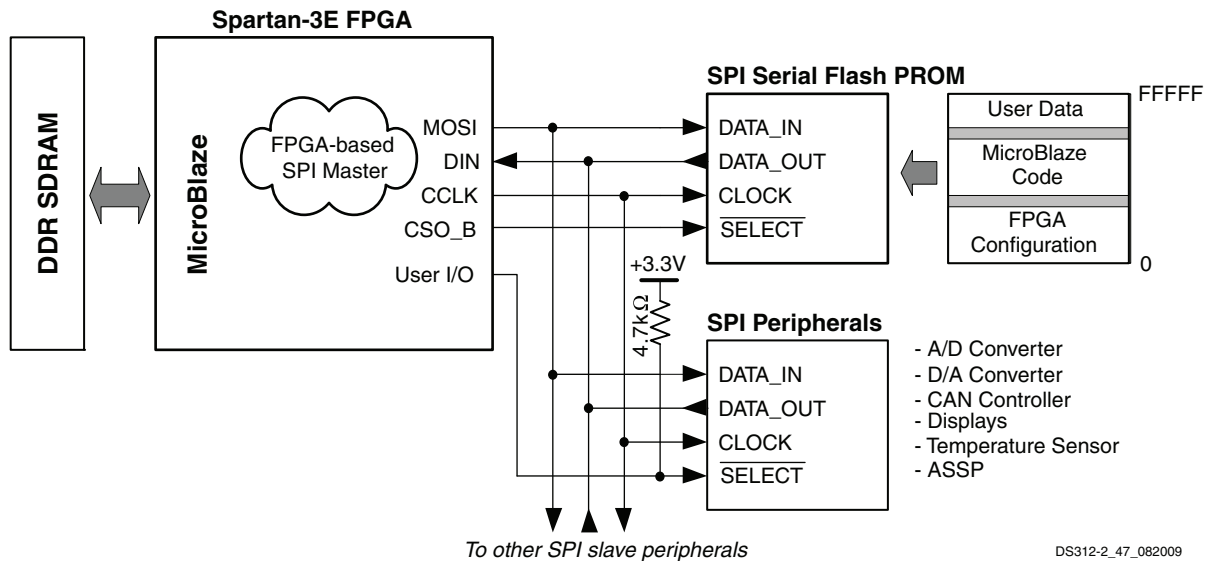 Spartan-3E FPGA
DDR SDRAM
MicroBlaze
FPGA-based
SPI Master
MOSI
DIN
CCLK
CSO_B
User I/O
SPI Serial Flash PROM
DATA_IN
DATA_OUT
CLOCK
SELECT
User Data
MicroBlaze
Code
FPGA
Configuration
FFFFF
0
+3.3V
4.7kΩ
SPI Peripherals
DATA_IN
DATA_OUT
CLOCK
SELECT
- A/D Converter
- D/A Converter
- CAN Controller
- Displays
- Temperature Sensor
- ASSP
To other SPI slave peripherals
DS312-2_47_082009